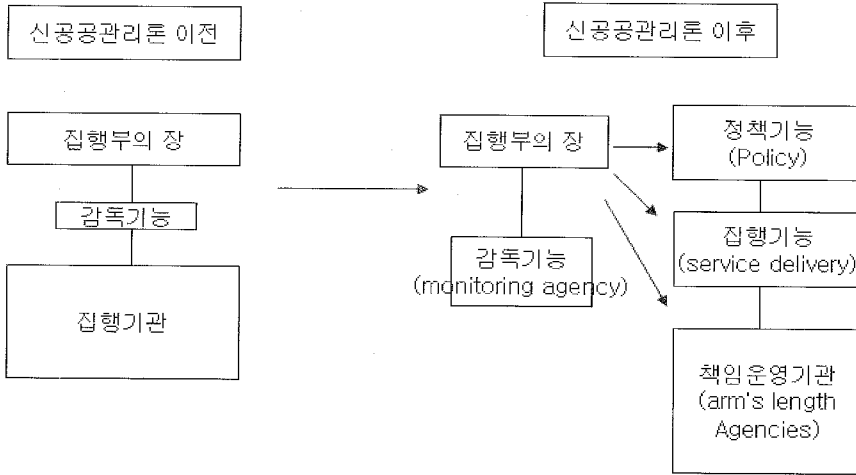 신공공관리론 이전
신공공관리론 이후
집행부의 장
감독기능
집행기관
집행부의 장
감독기능
(monitoring agency)
정책기능
(Policy)
집행기능
(service delivery)
책임운영기관
(arm's length
Agencies)